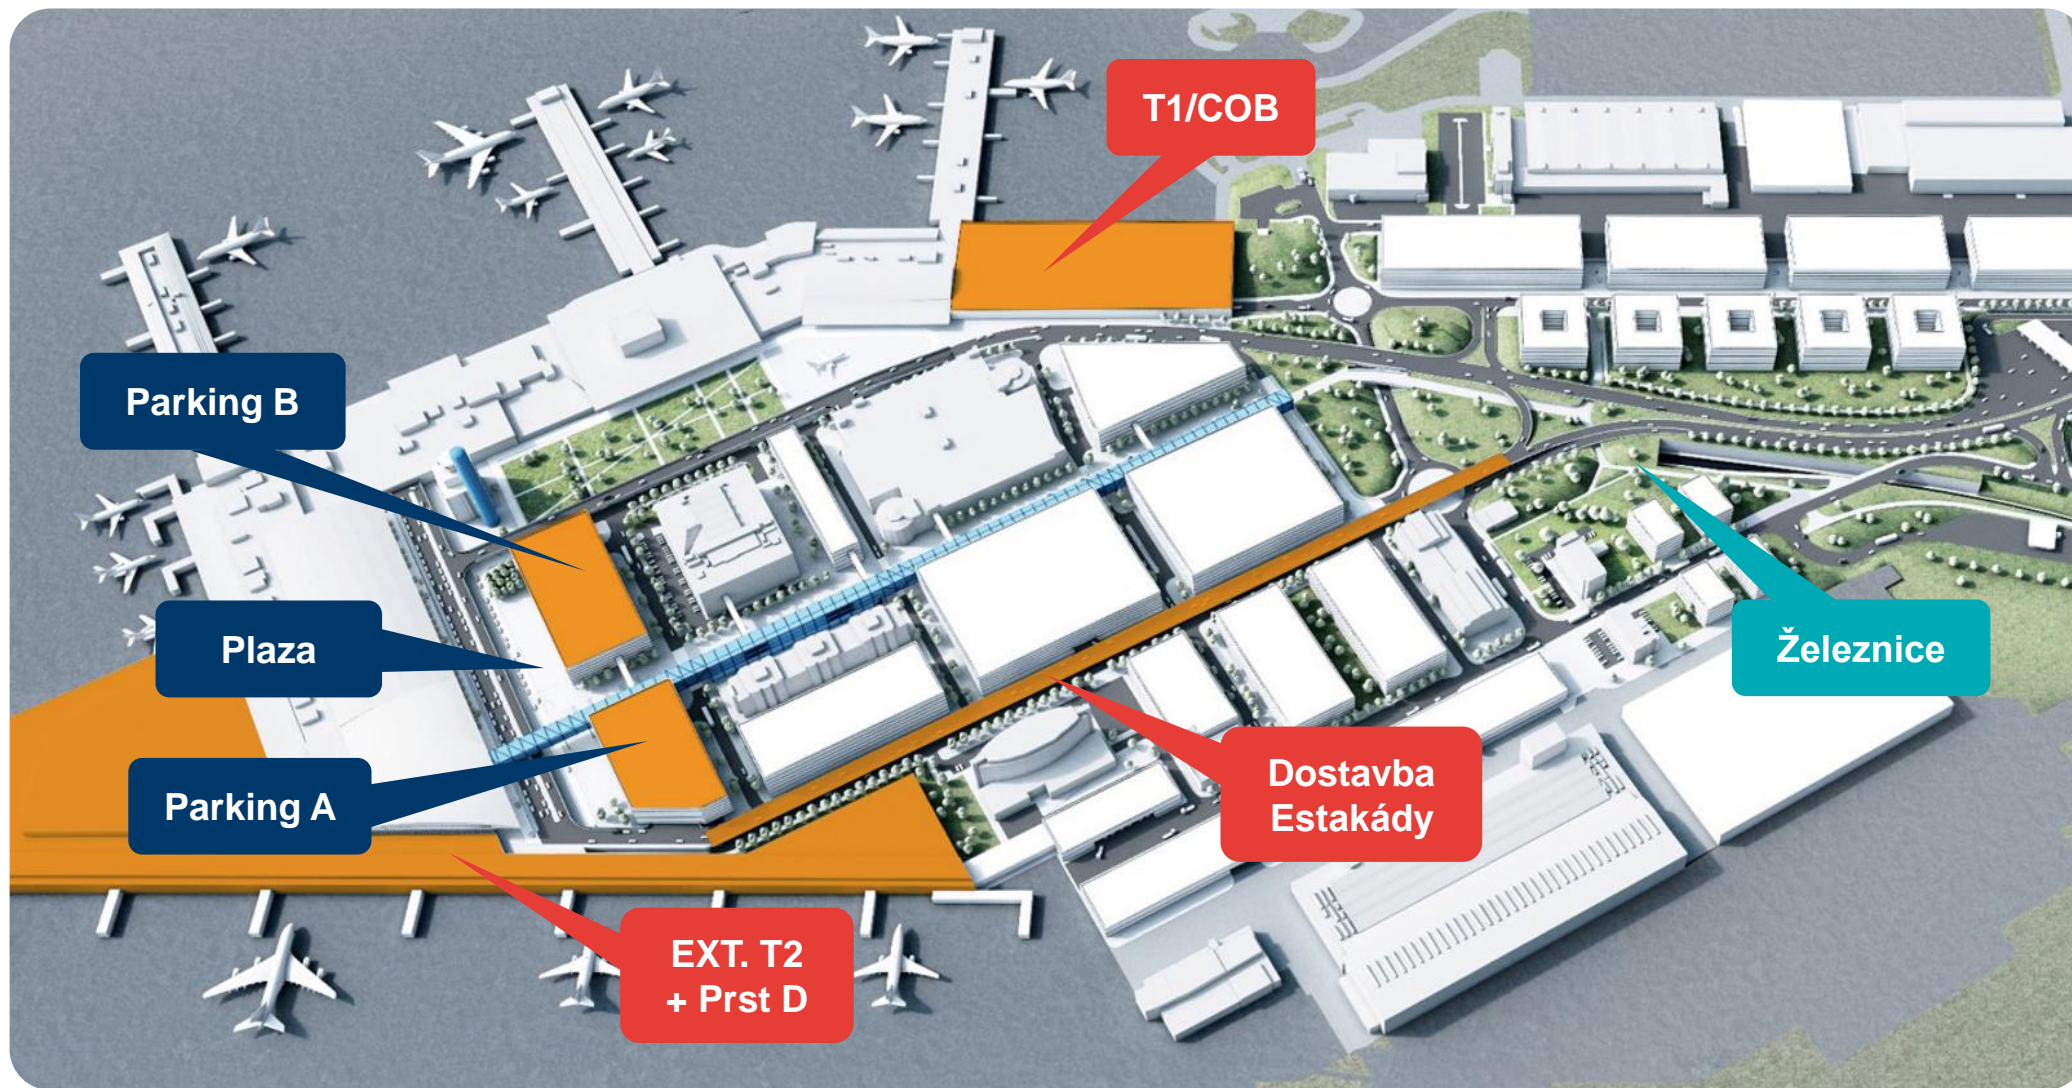 T1/COB
Parking B
Plaza
Železnice
Parking A
Dostavba
Estakády
EXT. T2
+ Prst D